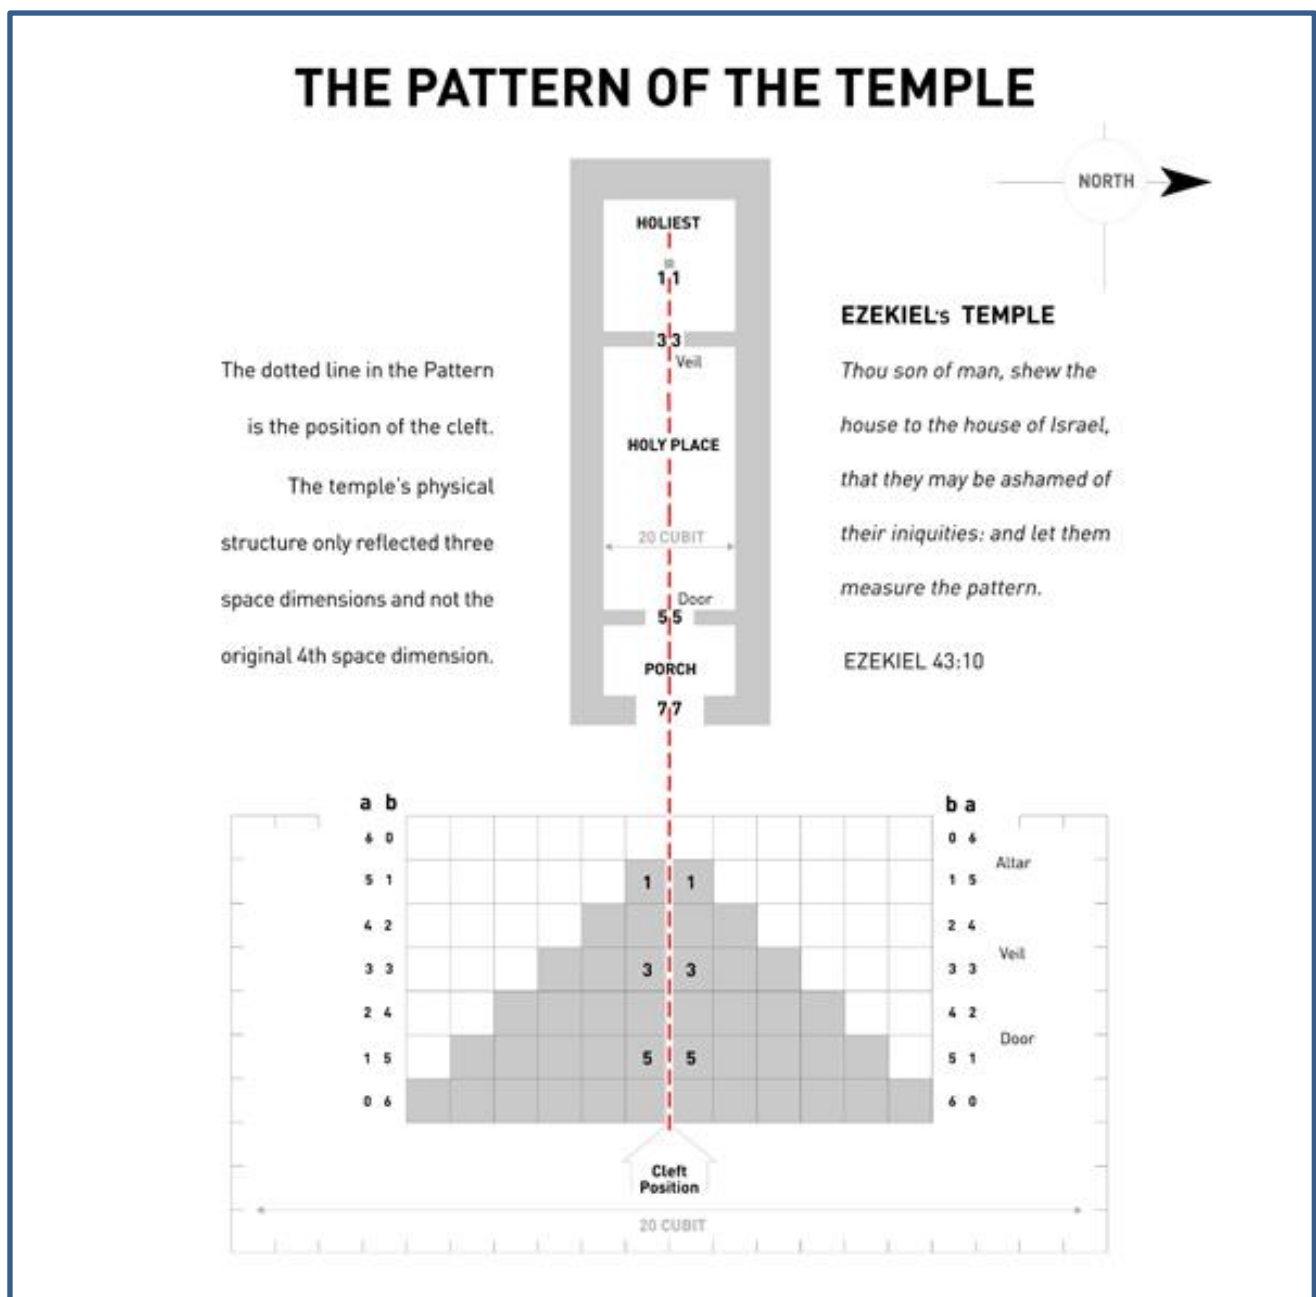 THE PATTERN OF THE TEMPLE
NORTH
HOLIEST
1 1
3 3
Veil
HOLY PLACE
20 CUBIT
Door
5 5
PORCH
7 7
The dotted line in the Pattern
is the position of the cleft.
The temple's physical
structure only reflected three
space dimensions and not the
original 4th space dimension.
EZEKIEL's TEMPLE
Thou son of man, shew the
house to the house of Israel,
that they may be ashamed of
their iniquities: and let them
measure the pattern.
EZEKIEL 43:10
a b b a
6 0 0 6
Altar
5 1 1 1 1 5
4 2 2 4
Veil
3 3 3 3 3 3
2 4 4 2
Door
1 5 5 5 5 1
0 6 6 0
Cleft
Position
20 CUBIT